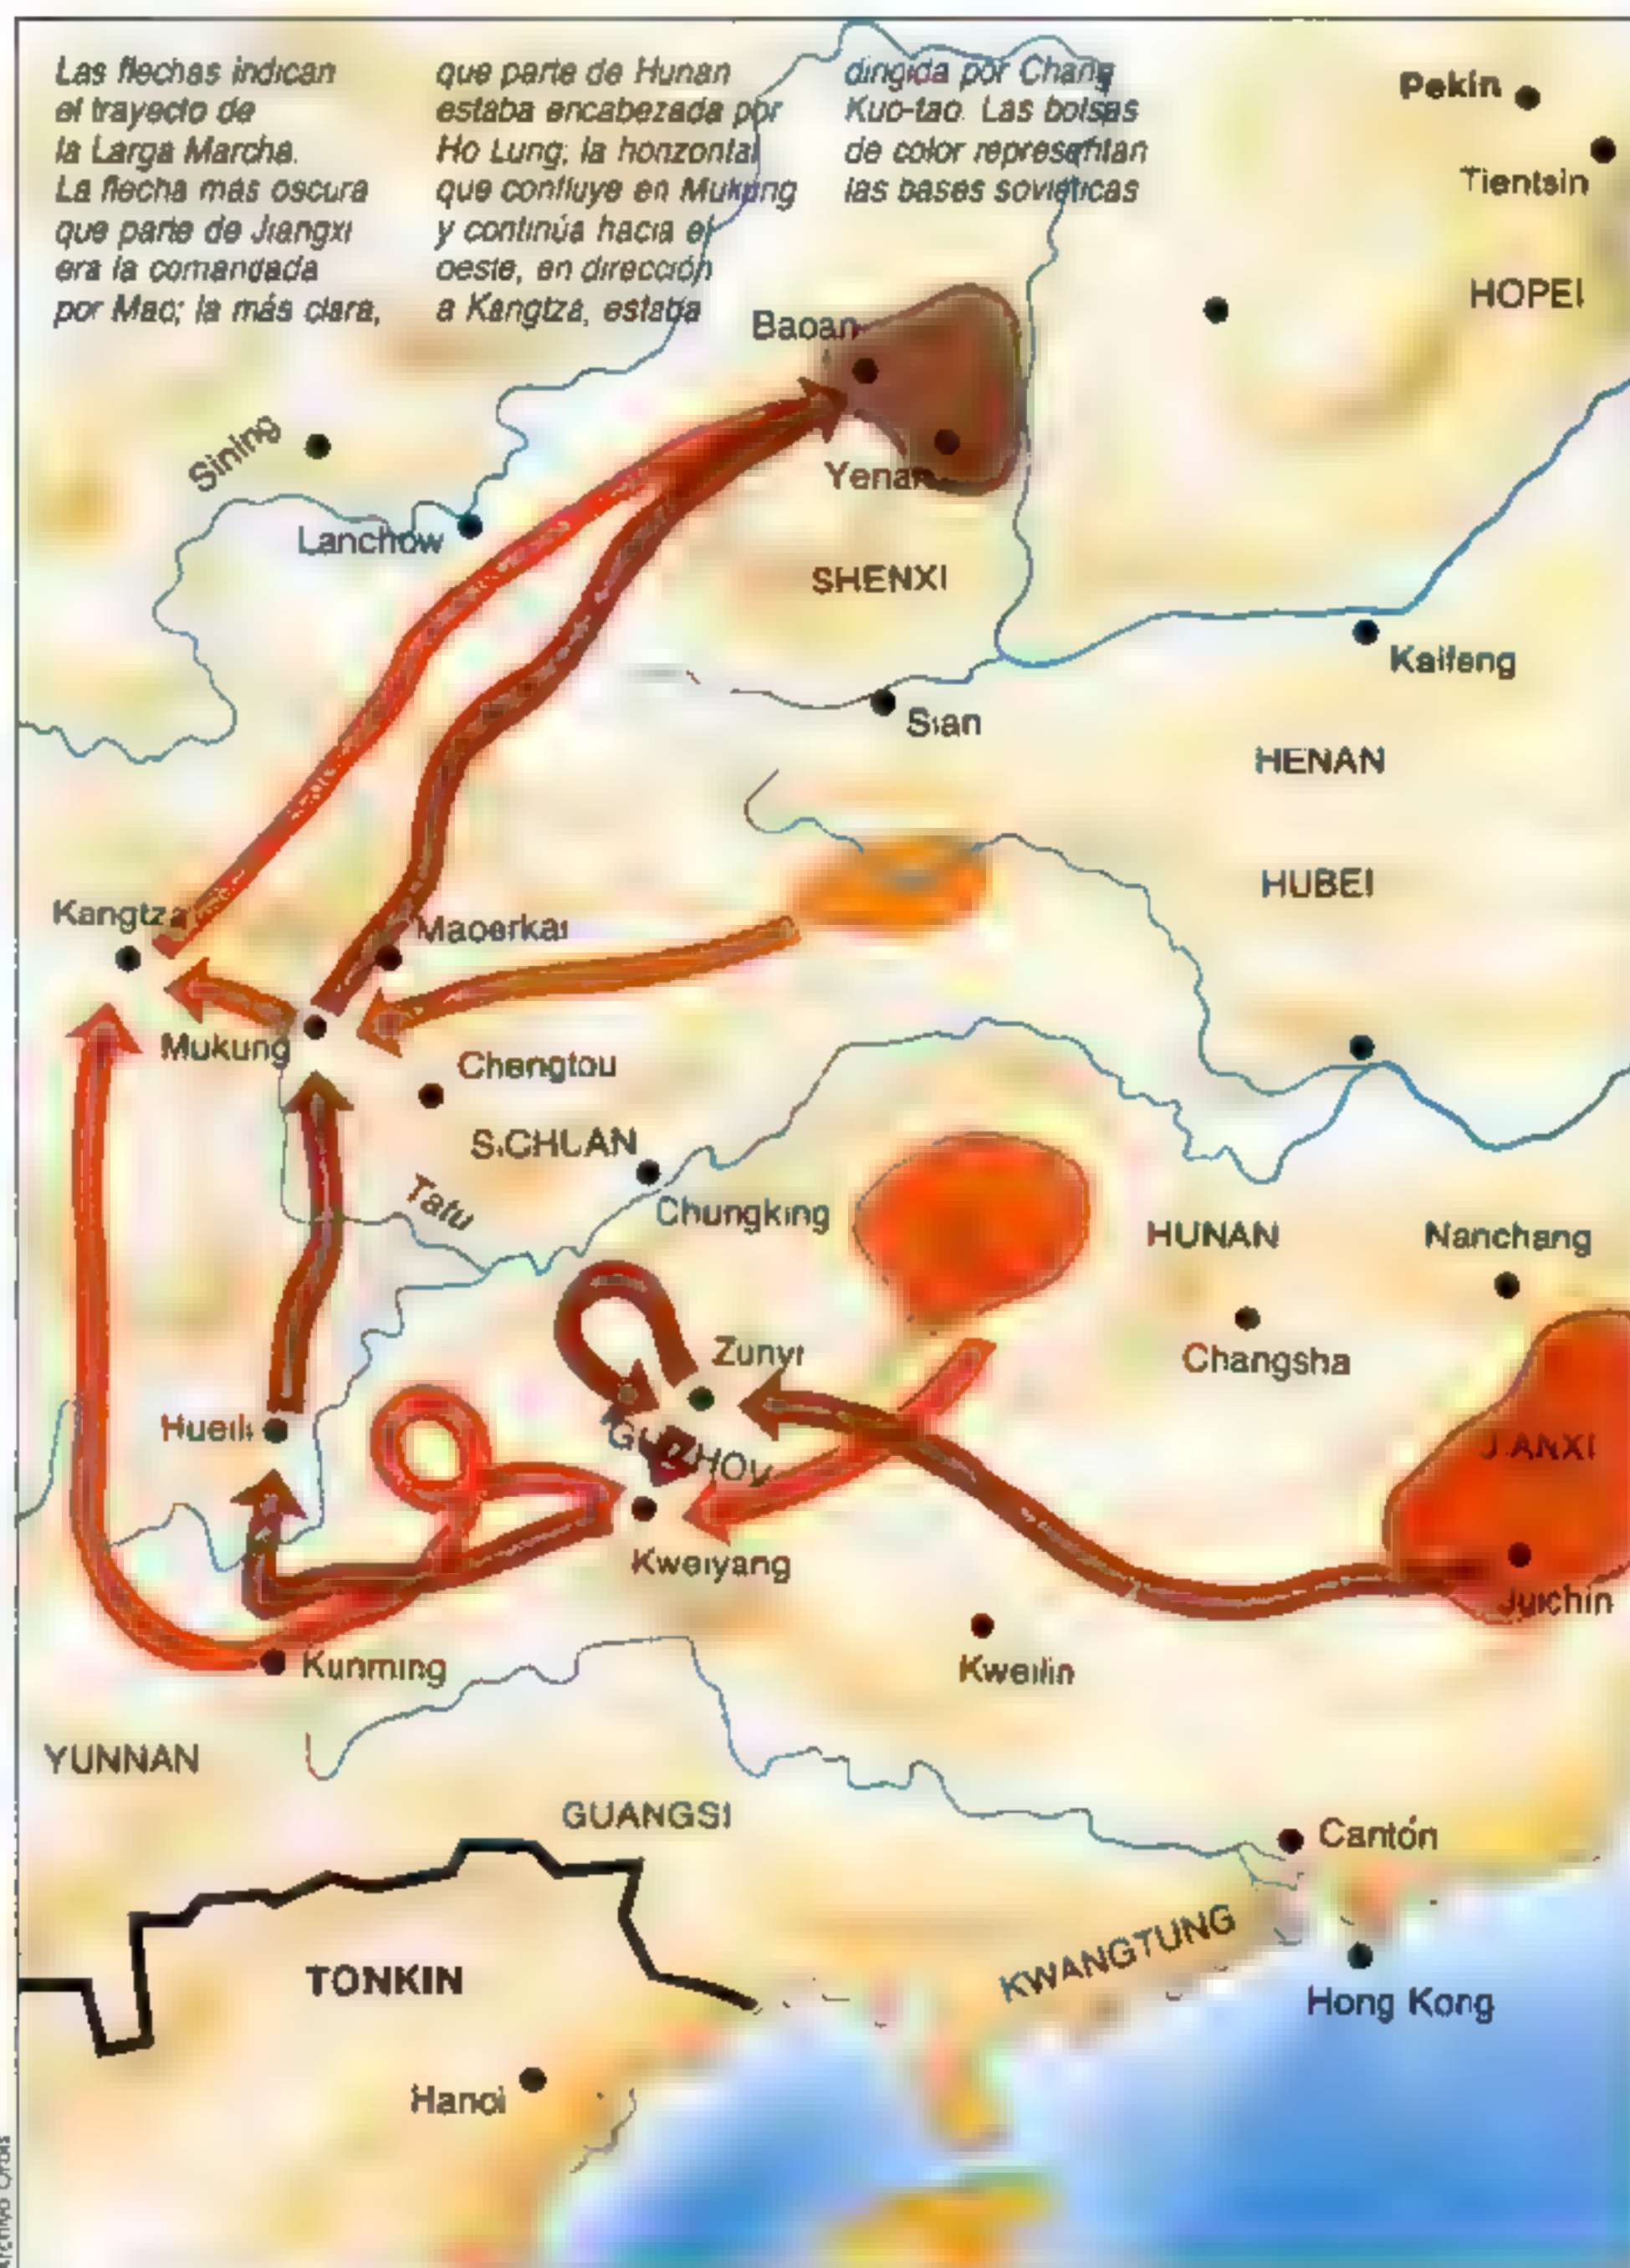 Las flechas indican
el trayecto de
la Larga Marcha.
La flecha más oscura
que parte de Jiangxi
era la comandada
por Mao; la más clara,
que parte de Hunan
estaba encabezada por
Ho Lung; la horizontal
que confluye en Mukung
y continúa hacia el
oeste, en dirección
a Kangtza, estaba
dirigida por Chang
Kuo-tao. Las bolsas
de color representan
las bases soviéticas
Pekín
Tientsin
HOPEI
Baoan
Sining
Yenan
Lanchow
SHENXI
Kaifeng
Sian
HENAN
HUBEI
Kangtza
Maoerkai
Mukung
Chengtou
SICHUAN
Tatu
Chungking
HUNAN
Nanchang
Zunyi
Changsha
Hueili
JIANXI
Kweiyang
Juichin
Kunming
Kweilin
YUNNAN
GUANGSI
Cantón
KWANGTUNG
TONKIN
Hong Kong
Hanoi
Archivo Orbis